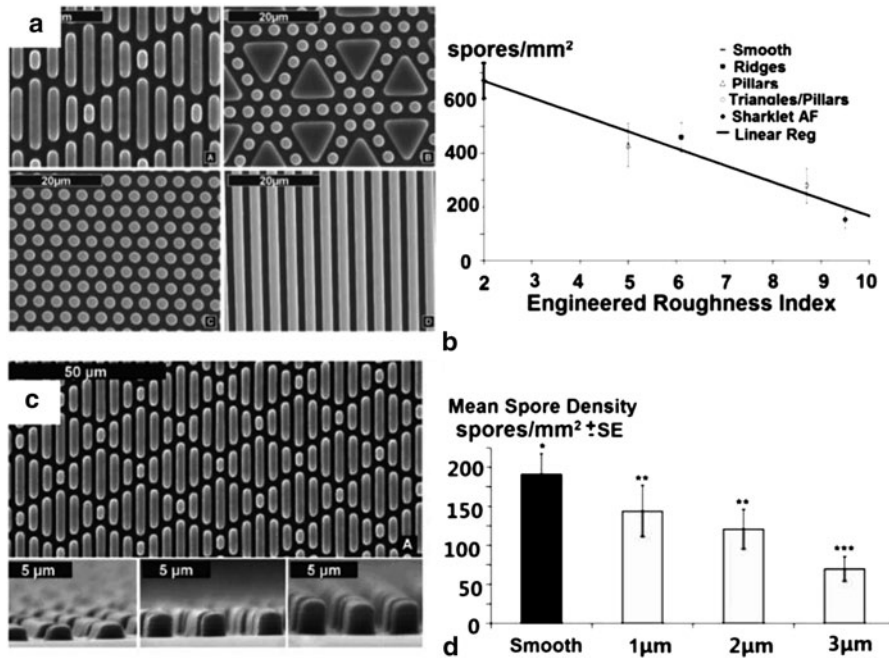 a
m
20µm
A
B
20µm
20µm
C
D
spores/mm²
- Smooth
Ridges
Pillars
Triangles/Pillars
Sharklet AF
Linear Reg
600
400
200
0
2 3 4 5 6 7 8 9 10
Engineered Roughness Index
b
50 µm
c
A
5 µm
5 µm
5 µm
Mean Spore Density
spores/mm² ±SE
200
150
100
50
0
*
**
**
***
Smooth 1µm 2µm 3µm
d